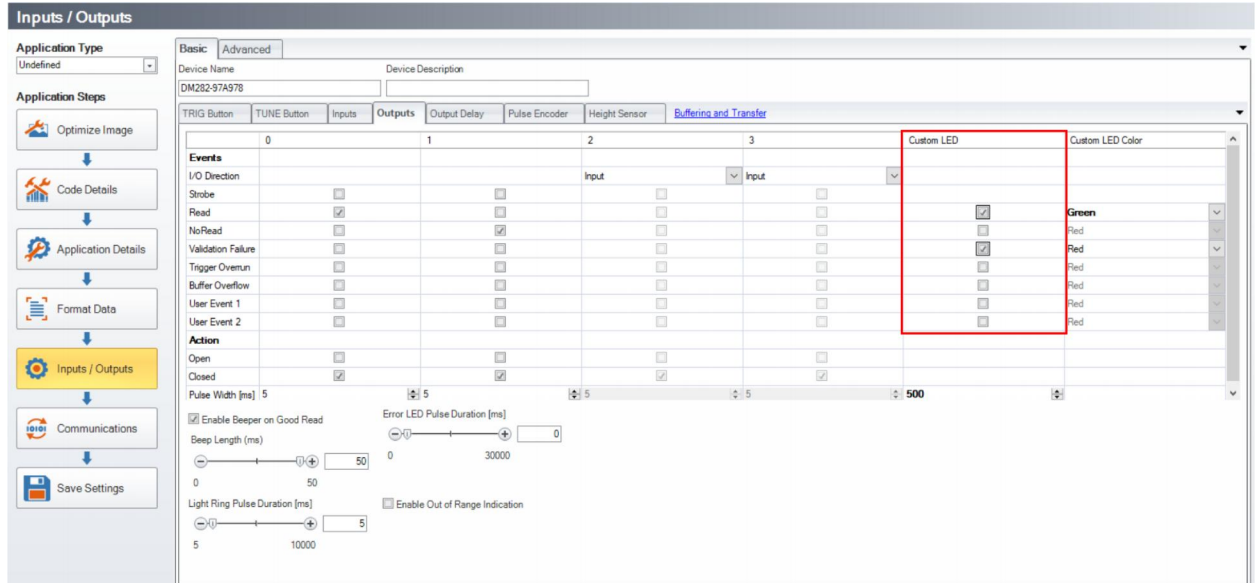 Inputs / Outputs
Application Type
Undefined
Application Steps
Optimize Image
Code Details
Application Details
Format Data
Inputs / Outputs
Communications
Save Settings
Basic Advanced
Device Name Device Description
DM282-97A978
TRIG Button TUNE Button Inputs Outputs Output Delay Pulse Encoder Height Sensor Buffering and Transfer
0 1 2 3 Custom LED Custom LED Color
Events
I/O Direction Input Input
Strobe
Read Green
NoRead Red
Validation Failure Red
Trigger Overrun Red
Buffer Overflow Red
User Event 1 Red
User Event 2 Red
Action
Open
Closed
Pulse Width [ms] 5 5 5 5 500
Enable Beeper on Good Read Error LED Pulse Duration [ms]
0
Beep Length (ms)
50 0 30000
0 50
Light Ring Pulse Duration [ms] Enable Out of Range Indication
5
5 10000